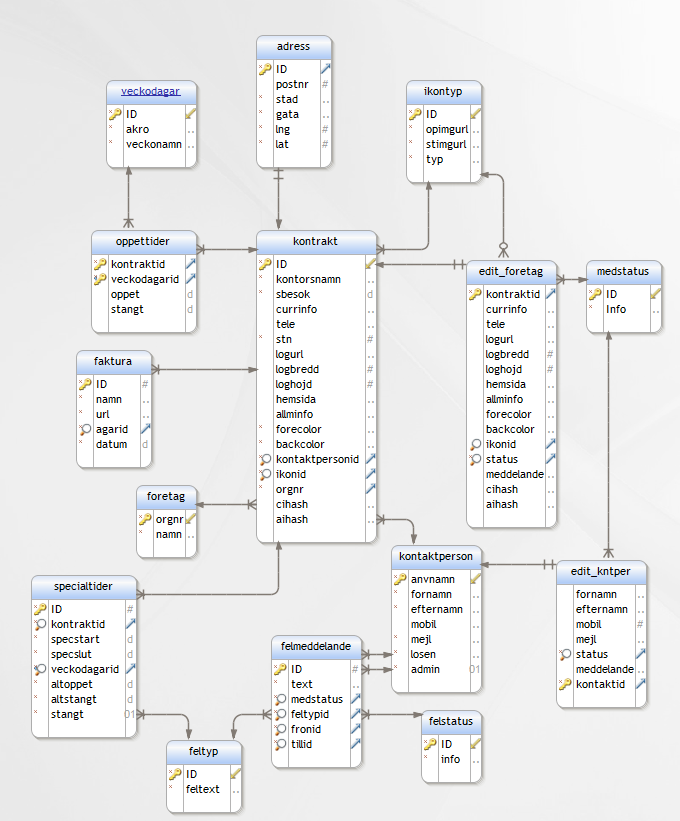 adress
ID
postnr #
stad
gata
lng #
lat #
veckodagar
ID
akro
veckonamn
ikontyp
ID
opimgurl
stimgurl
typ
oppettider
kontraktid
veckodagarid
oppet d
stangt d
kontrakt
ID
kontorsnamn
sbesok d
currinfo
tele
stn #
logurl
logbredd #
loghojd #
hemsida
allminfo
forecolor
backcolor
kontaktpersonid
ikonid
orgnr
cihash
aihash
edit_foretag
kontraktid
currinfo
tele
logurl
logbredd #
loghojd #
hemsida
allminfo
forecolor
backcolor
ikonid
status
meddelande
cihash
aihash
medstatus
ID
Info
faktura
ID #
namn
url
agarid
datum d
foretag
orgnr
namn
kontaktperson
anvnamn
fornamn
efternamn
mobil
mejl
losen
admin 01
edit_kntper
fornamn
efternamn
mobil #
mejl
status
meddelande
kontaktid
specialtider
ID #
kontraktid
specstart d
specslut d
veckodagarid
altoppet d
altstangt d
stangt 01
felmeddelande
ID #
text
medstatus
feltypid
fronid
tillid
felstatus
ID
info
feltyp
ID
feltext